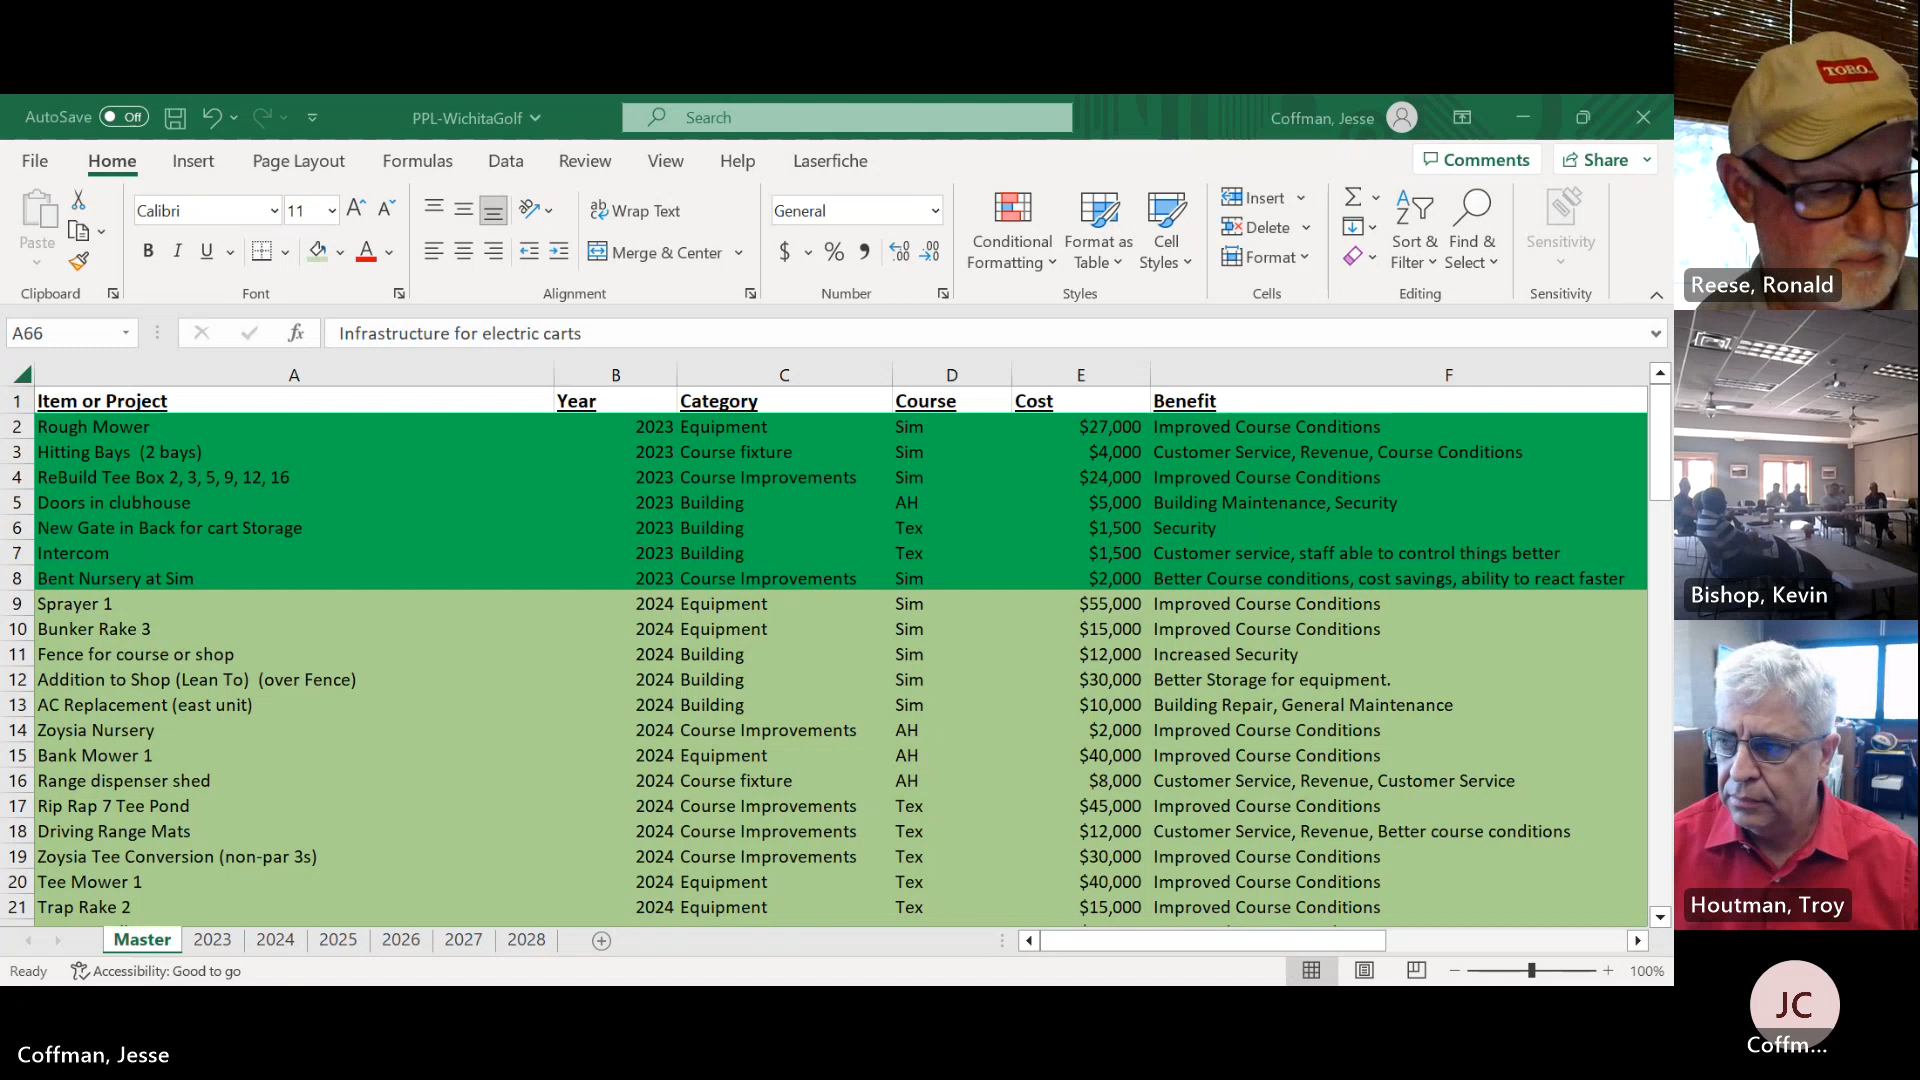 AutoSave Off PPL-WichitaGolf Search Coffman, Jesse
File Home Insert Page Layout Formulas Data Review View Help Laserfiche Comments Share
Paste Calibri 11 Wrap Text General Conditional Formatting Format as Table Cell Styles Insert Delete Format Sort & Filter Find & Select Sensitivity
B I U Merge & Center $ % 9
Clipboard Font Alignment Number Styles Cells Editing Sensitivity
A66 fx Infrastructure for electric carts
A B C D E F
1 Item or Project Year Category Course Cost Benefit
2 Rough Mower 2023 Equipment Sim $27,000 Improved Course Conditions
3 Hitting Bays (2 bays) 2023 Course fixture Sim $4,000 Customer Service, Revenue, Course Conditions
4 ReBuild Tee Box 2, 3, 5, 9, 12, 16 2023 Course Improvements Sim $24,000 Improved Course Conditions
5 Doors in clubhouse 2023 Building AH $5,000 Building Maintenance, Security
6 New Gate in Back for cart Storage 2023 Building Tex $1,500 Security
7 Intercom 2023 Building Tex $1,500 Customer service, staff able to control things better
8 Bent Nursery at Sim 2023 Course Improvements Sim $2,000 Better Course conditions, cost savings, ability to react faster
9 Sprayer 1 2024 Equipment Sim $55,000 Improved Course Conditions
10 Bunker Rake 3 2024 Equipment Sim $15,000 Improved Course Conditions
11 Fence for course or shop 2024 Building Sim $12,000 Increased Security
12 Addition to Shop (Lean To) (over Fence) 2024 Building Sim $30,000 Better Storage for equipment.
13 AC Replacement (east unit) 2024 Building Sim $10,000 Building Repair, General Maintenance
14 Zoysia Nursery 2024 Course Improvements AH $2,000 Improved Course Conditions
15 Bank Mower 1 2024 Equipment AH $40,000 Improved Course Conditions
16 Range dispenser shed 2024 Course fixture AH $8,000 Customer Service, Revenue, Customer Service
17 Rip Rap 7 Tee Pond 2024 Course Improvements Tex $45,000 Improved Course Conditions
18 Driving Range Mats 2024 Course Improvements Tex $12,000 Customer Service, Revenue, Better course conditions
19 Zoysia Tee Conversion (non-par 3s) 2024 Course Improvements Tex $30,000 Improved Course Conditions
20 Tee Mower 1 2024 Equipment Tex $40,000 Improved Course Conditions
21 Trap Rake 2 2024 Equipment Tex $15,000 Improved Course Conditions
Master 2023 2024 2025 2026 2027 2028
Ready Accessibility: Good to go 100%
Coffman, Jesse
TORO
Reese, Ronald
Bishop, Kevin
Houtman, Troy
JC
Coffm...